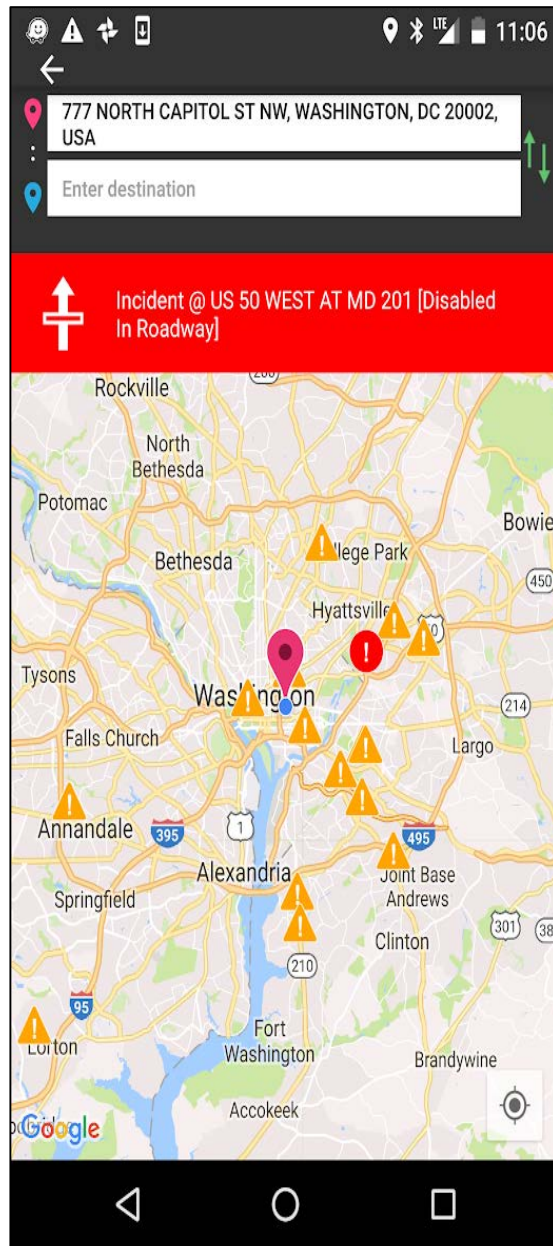 LTE 11:06
777 NORTH CAPITOL ST NW, WASHINGTON, DC 20002,
USA
Enter destination
Incident @ US 50 WEST AT MD 201 [Disabled
In Roadway]
Rockville
North
Bethesda
Potomac
Bowie
llege Park
Bethesda
450
Hyattsville
Tysons
Washington
214
Falls Church
Largo
1
Annandale
395
495
Alexandria
Joint Base
Andrews
Springfield
301
Clinton
210
95
Fort
Washington
Lorton
Brandywine
Accokeek
Google